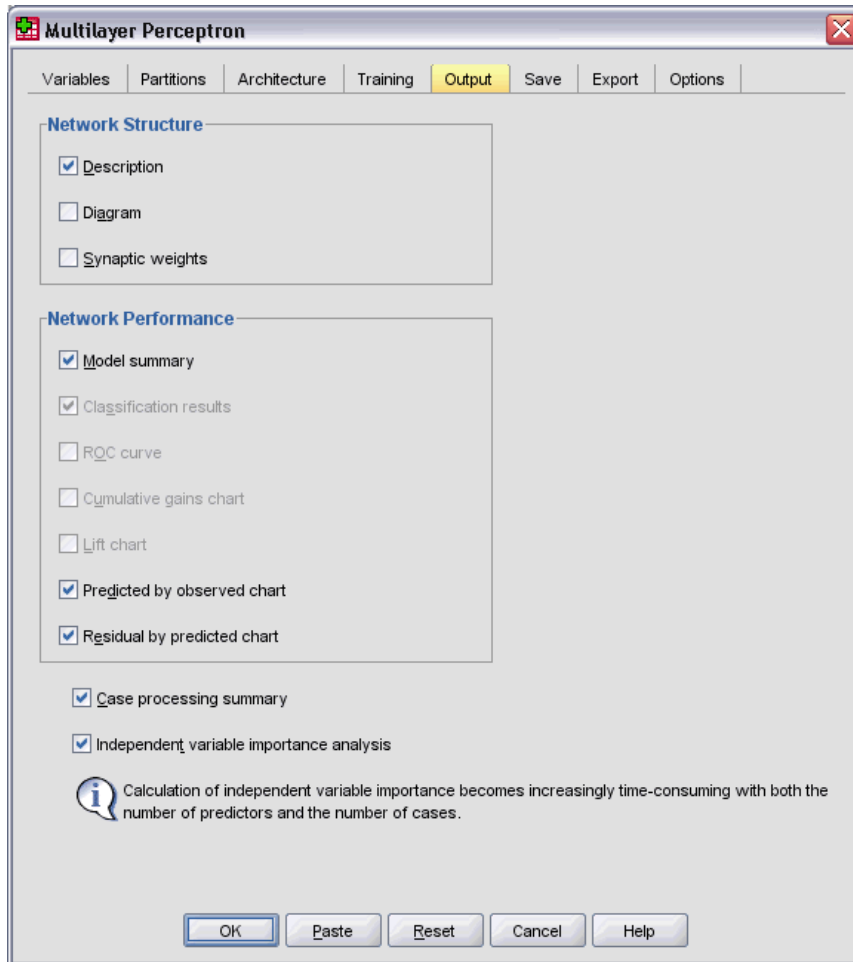 Multilayer Perceptron
Variables Partitions Architecture Training Output Save Export Options
Network Structure
Description
Diagram
Synaptic weights
Network Performance
Model summary
Classification results
ROC curve
Cumulative gains chart
Lift chart
Predicted by observed chart
Residual by predicted chart
Case processing summary
Independent variable importance analysis
Calculation of independent variable importance becomes increasingly time-consuming with both the
number of predictors and the number of cases.
OK Paste Reset Cancel Help